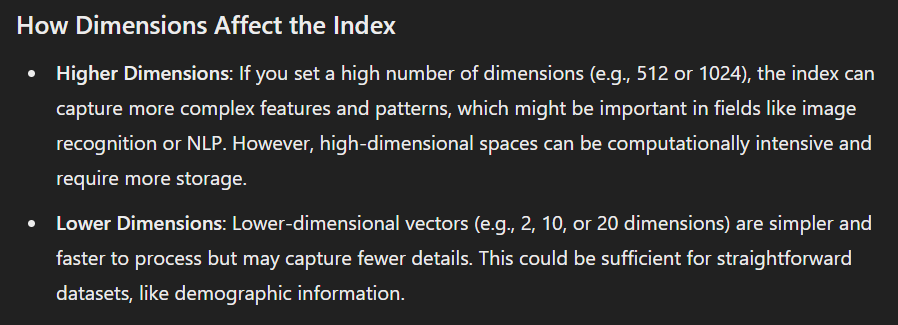 How Dimensions Affect the Index
• Higher Dimensions: If you set a high number of dimensions (e.g., 512 or 1024), the index can
capture more complex features and patterns, which might be important in fields like image
recognition or NLP. However, high-dimensional spaces can be computationally intensive and
require more storage.
• Lower Dimensions: Lower-dimensional vectors (e.g., 2, 10, or 20 dimensions) are simpler and
faster to process but may capture fewer details. This could be sufficient for straightforward
datasets, like demographic information.